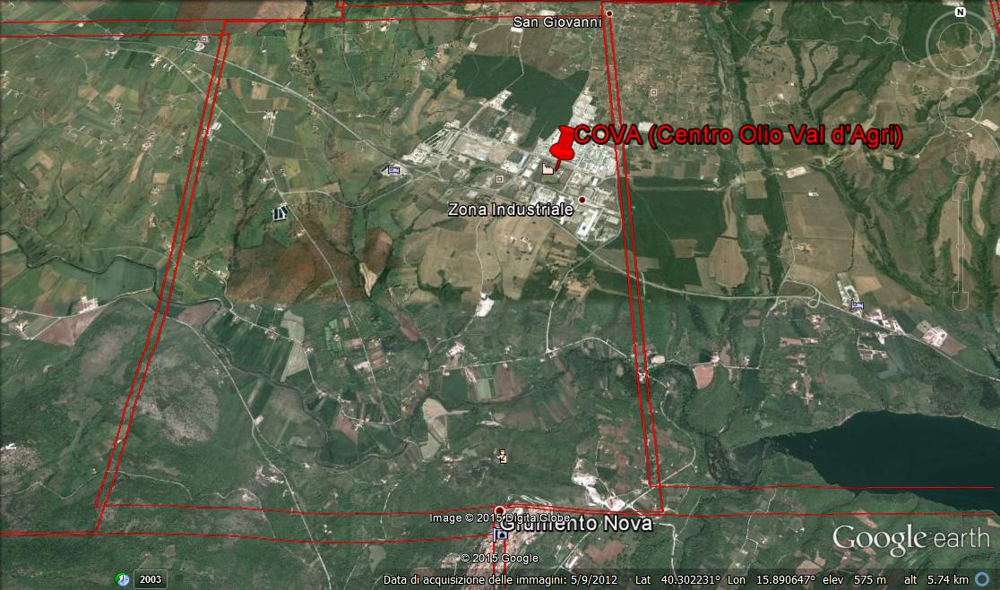 N
San Giovanni
COVA (Centro Olio Val d'Agri)
Zona Industriale
Image © 2015 DigitalGlobe
Grumento Nova
Google earth
© 2015 Google
2003
Data di acquisizione delle immagini: 5/9/2012 Lat 40.302231° Lon 15.890647° elev 575 m alt 5.74 km